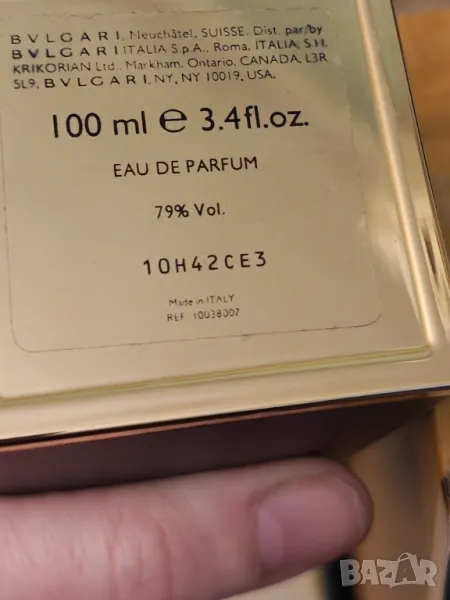 BVLGARI, Neuchâtel, SUISSE. Dist. par/by
BVLGARI ITALIA S.p.A., Roma, ITALIA, S.H.
KRIKORIAN Ltd., Markham, Ontario, CANADA, L3R
5L9, BVLGARI, NY, NY 10019, USA.
100 ml e 3.4fl.oz.
EAU DE PARFUM
79% Vol.
10H42CE3
Made in ITALY
REF. 10038007
bazar